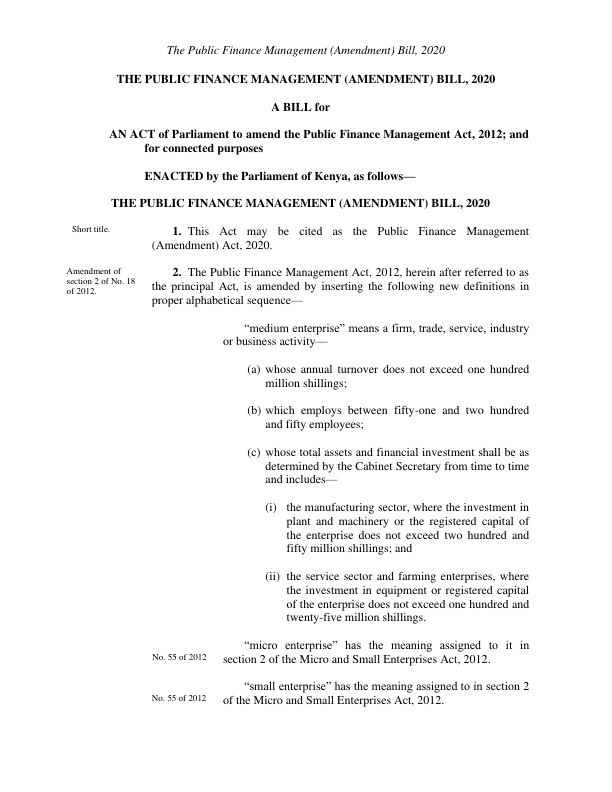 The Public Finance Management (Amendment) Bill, 2020
THE PUBLIC FINANCE MANAGEMENT (AMENDMENT) BILL, 2020
A BILL for
AN ACT of Parliament to amend the Public Finance Management Act, 2012; and
for connected purposes
ENACTED by the Parliament of Kenya, as follows—
THE PUBLIC FINANCE MANAGEMENT (AMENDMENT) BILL, 2020
Short title.
1. This Act may be cited as the Public Finance Management
(Amendment) Act, 2020.
Amendment of
section 2 of No. 18
of 2012.
2. The Public Finance Management Act, 2012, herein after referred to as
the principal Act, is amended by inserting the following new definitions in
proper alphabetical sequence—
“medium enterprise” means a firm, trade, service, industry
or business activity—
(a) whose annual turnover does not exceed one hundred
million shillings;
(b) which employs between fifty-one and two hundred
and fifty employees;
(c) whose total assets and financial investment shall be as
determined by the Cabinet Secretary from time to time
and includes—
(i) the manufacturing sector, where the investment in
plant and machinery or the registered capital of
the enterprise does not exceed two hundred and
fifty million shillings; and
(ii) the service sector and farming enterprises, where
the investment in equipment or registered capital
of the enterprise does not exceed one hundred and
twenty-five million shillings.
“micro enterprise” has the meaning assigned to it in
No. 55 of 2012
section 2 of the Micro and Small Enterprises Act, 2012.
“small enterprise” has the meaning assigned to in section 2
No. 55 of 2012
of the Micro and Small Enterprises Act, 2012.